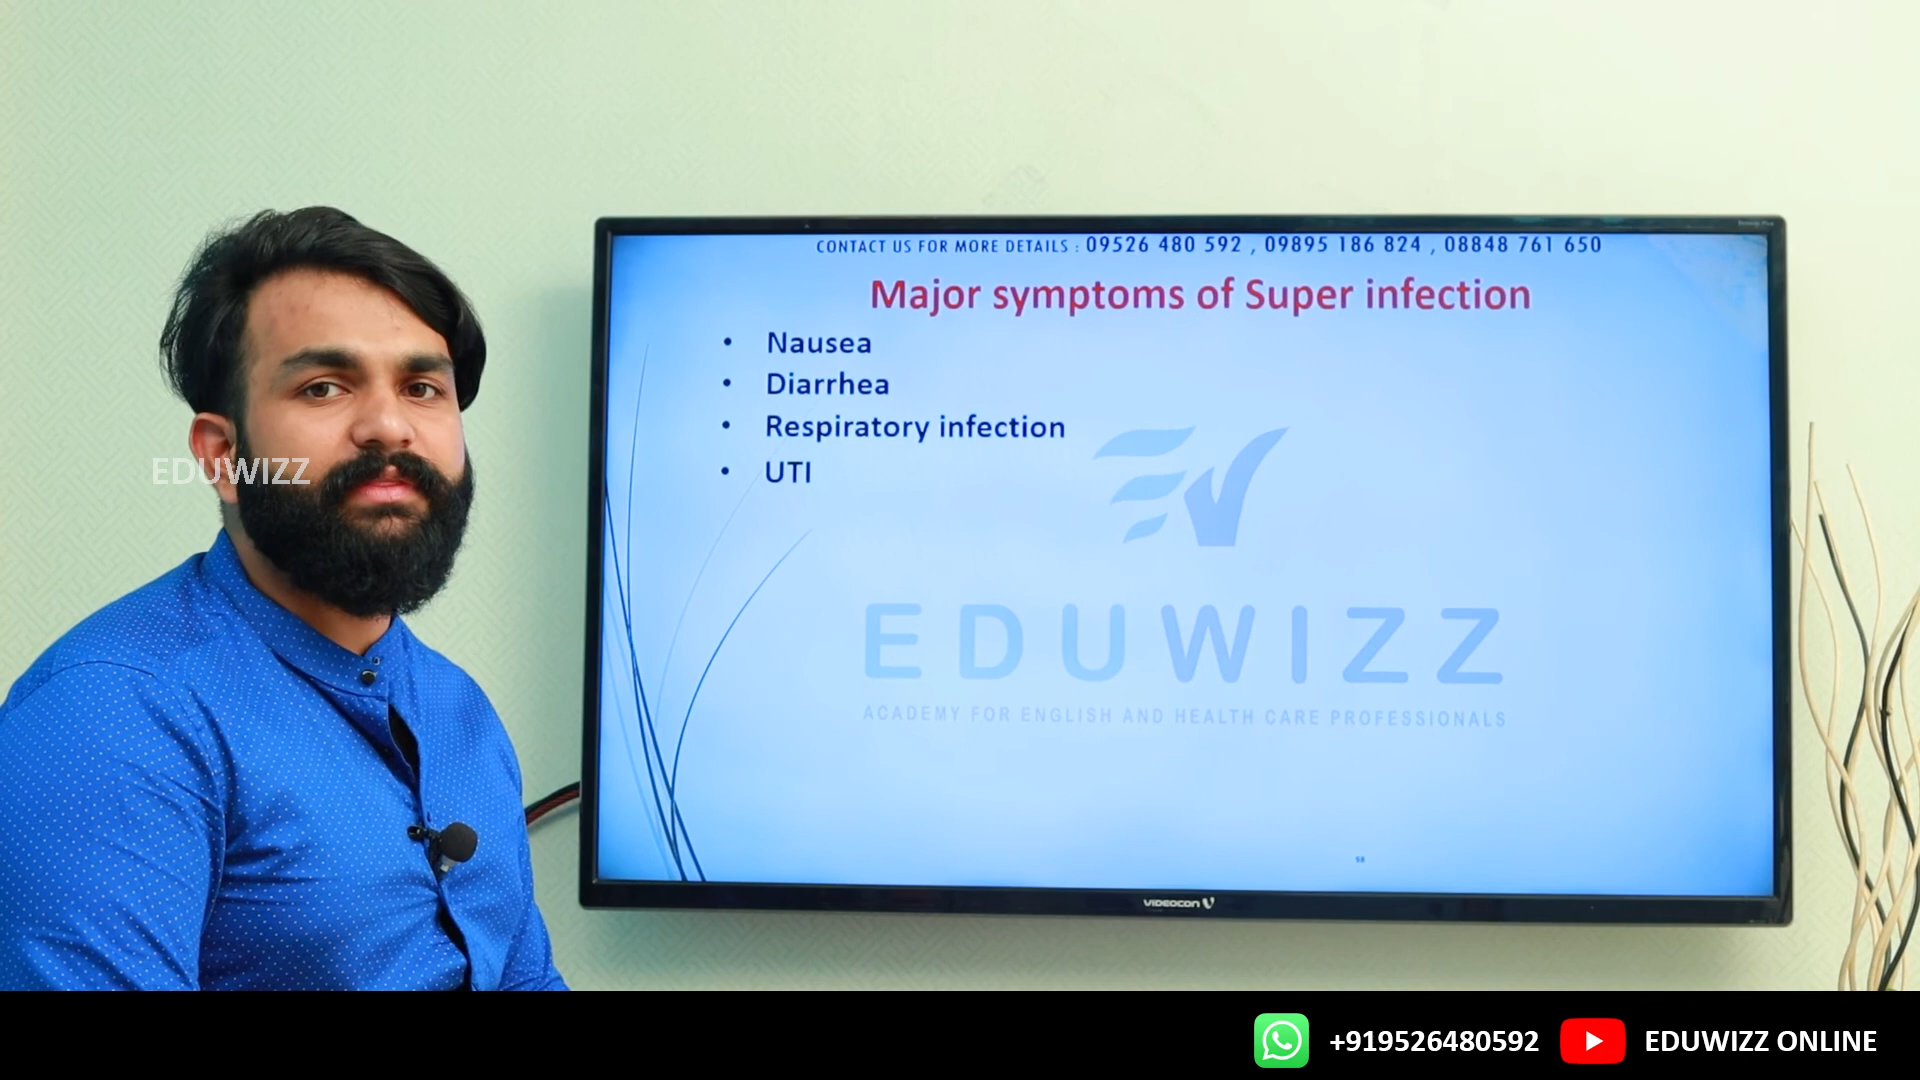 CONTACT US FOR MORE DETAILS : 09526 480 592 , 09895 186 824 , 08848 761 650
Major symptoms of Super infection
• Nausea
• Diarrhea
• Respiratory infection
• UTI
EDUWIZZ
EDUWIZZ
ACADEMY FOR ENGLISH AND HEALTH CARE PROFESSIONALS
VIDEOCON
+919526480592 EDUWIZZ ONLINE